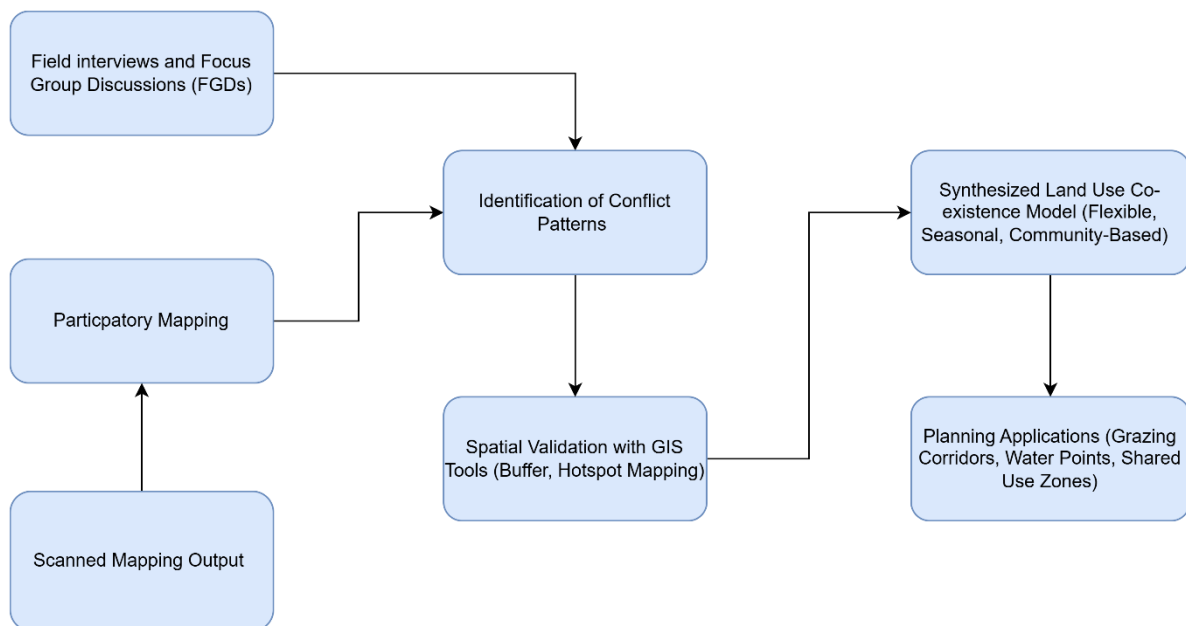 Field interviews and Focus
Group Discussions (FGDs)
Identification of Conflict
Patterns
Synthesized Land Use Co-
existence Model (Flexible,
Seasonal, Community-Based)
Particpatory Mapping
Spatial Validation with GIS
Tools (Buffer, Hotspot Mapping)
Planning Applications (Grazing
Corridors, Water Points, Shared
Use Zones)
Scanned Mapping Output